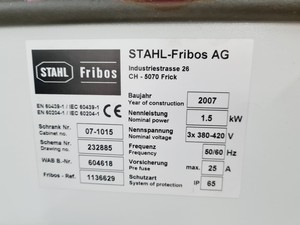 STAHL Fribos
STAHL-Fribos AG
Industriestrasse 26
CH - 5070 Frick
EN 60439-1 / IEC 60439-1
EN 60204-1 / IEC 60204-1
CE
Baujahr
Year of construction 2007
Nennleistung
Nominal power 1.5 kW
Schrank Nr.
Cabinet no. 07-1015
Nennspannung
Nominal voltage 3x 380-420 V
Schema Nr.
Drawing no. 232885
Frequenz
Frequency 50/60 Hz
WAB B.-Nr. 604618
Vorsicherung
Pre fuse max. 25 A
Fribos - Ref. 1136629
Schutzart
System of protection IP 65